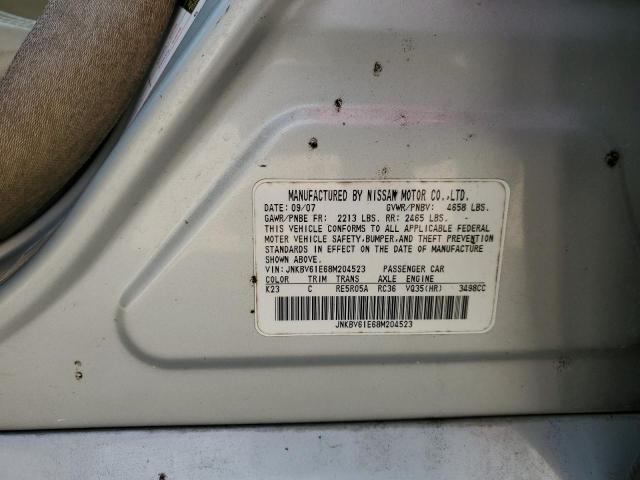 MANUFACTURED BY NISSAN MOTOR CO.,LTD.
DATE: 09/07 GVWR/PNBV: 4658 LBS.
GAWR/PNBE FR: 2213 LBS. RR: 2465 LBS.
THIS VEHICLE CONFORMS TO ALL APPLICABLE FEDERAL
MOTOR VEHICLE SAFETY,BUMPER,AND THEFT PREVENTION
STANDARDS IN EFFECT ON THE DATE OF MANUFACTURE
SHOWN ABOVE.
VIN: JNKBV61E68M204523 PASSENGER CAR
COLOR TRIM TRANS AXLE ENGINE
K23 C RE5R05A RC36 VQ35(HR) 3498CC
JNKBV61E68M204523